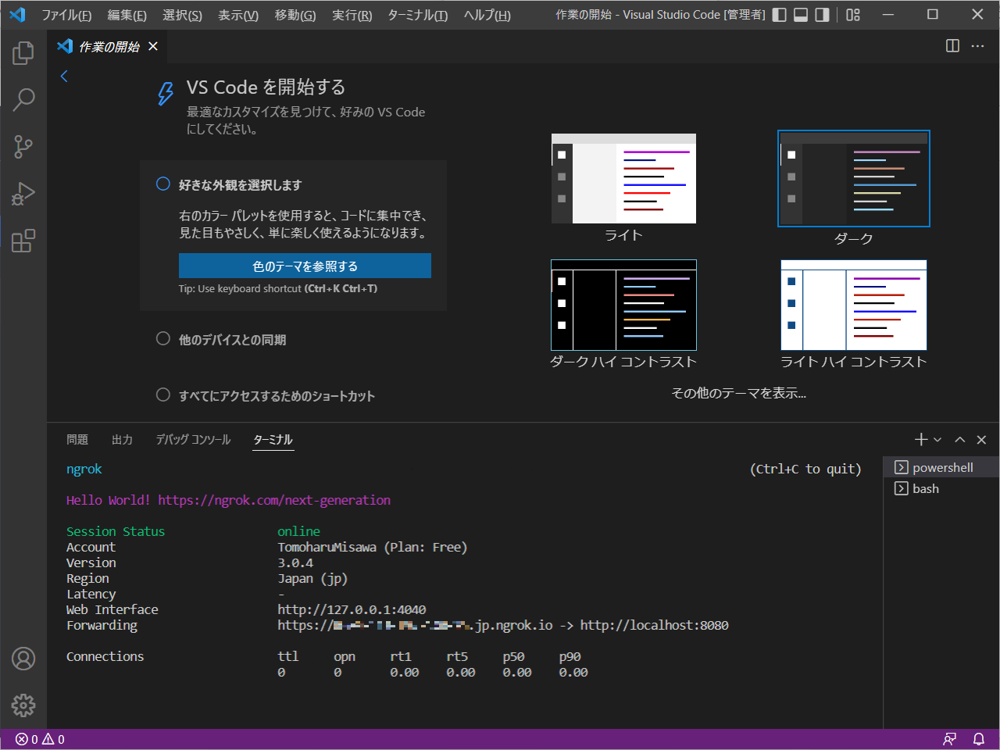 ファイル(F) 編集(E) 選択(S) 表示(V) 移動(G) 実行(R) ターミナル(T) ヘルプ(H) 作業の開始 - Visual Studio Code [管理者]
作業の開始
VS Code を開始する
最適なカスタマイズを見つけて、好みの VS Code
にしてください。
好きな外観を選択します
右のカラー パレットを使用すると、コードに集中でき、
見た目もやさしく、単に楽しく使えるようになります。
色のテーマを参照する
Tip: Use keyboard shortcut (Ctrl+K Ctrl+T)
他のデバイスとの同期
すべてにアクセスするためのショートカット
ライト
ダーク
ダーク ハイ コントラスト
ライト ハイ コントラスト
その他のテーマを表示...
問題 出力 デバッグ コンソール ターミナル
ngrok (Ctrl+C to quit)
Hello World! https://ngrok.com/next-generation
Session Status online
Account TomoharuMisawa (Plan: Free)
Version 3.0.4
Region Japan (jp)
Latency -
Web Interface http://127.0.0.1:4040
Forwarding https://.jp.ngrok.io -> http://localhost:8080
Connections ttl opn rt1 rt5 p50 p90
0 0 0.00 0.00 0.00 0.00
powershell
bash
0 0